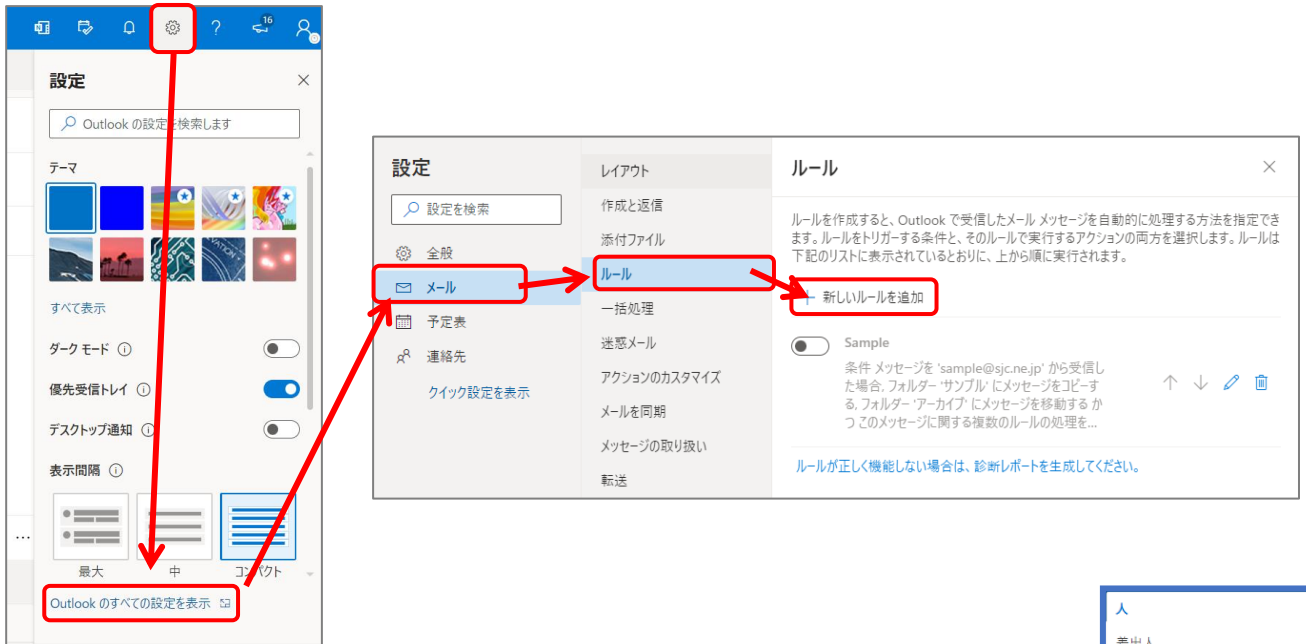 16
設定
Outlook の設定を検索します
テーマ
すべて表示
ダーク モード
優先受信トレイ
デスクトップ通知
表示間隔
最大
中
コンパクト
Outlook のすべての設定を表示
設定
設定を検索
全般
メール
予定表
連絡先
クイック設定を表示
レイアウト
作成と返信
添付ファイル
ルール
一括処理
迷惑メール
アクションのカスタマイズ
メールを同期
メッセージの取り扱い
転送
ルール
ルールを作成すると、Outlook で受信したメール メッセージを自動的に処理する方法を指定でき
ます。ルールをトリガーする条件と、そのルールで実行するアクションの両方を選択します。ルールは
下記のリストに表示されているとおりに、上から順に実行されます。
新しいルールを追加
Sample
条件 メッセージを 'sample@sjc.ne.jp' から受信し
た場合, フォルダー 'サンプル' にメッセージをコピーす
る, フォルダー 'アーカイブ' にメッセージを移動する か
つ このメッセージに関する複数のルールの処理を...
ルールが正しく機能しない場合は、診断レポートを生成してください。
人